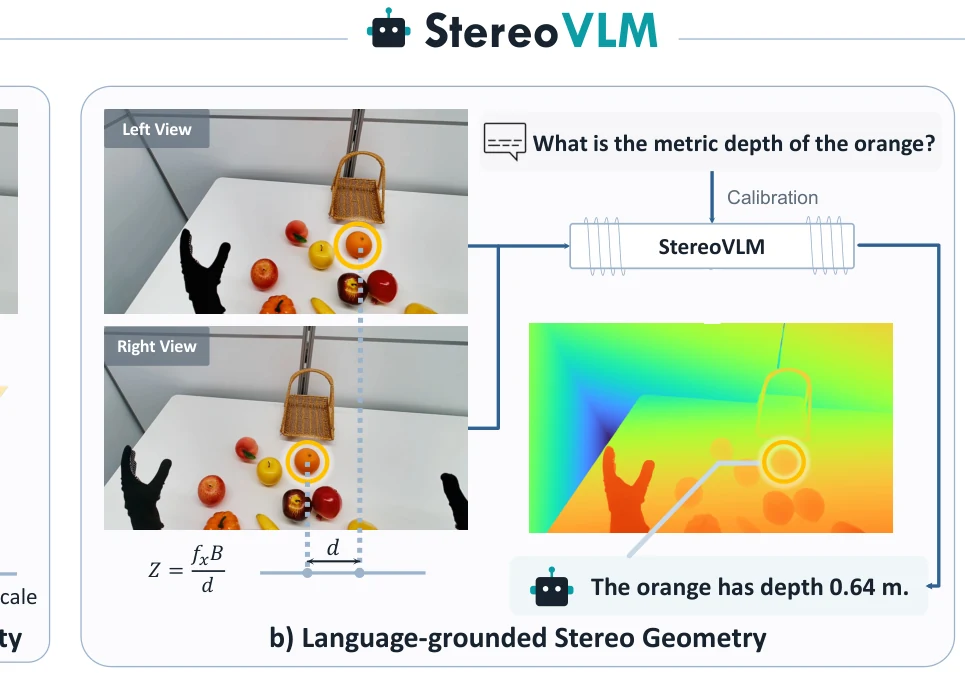 StereoVLM
Left View
What is the metric depth of the orange?
Calibration
StereoVLM
Right View
d
Z = f_x B / d
The orange has depth 0.64 m.
cale
ty
b) Language-grounded Stereo Geometry